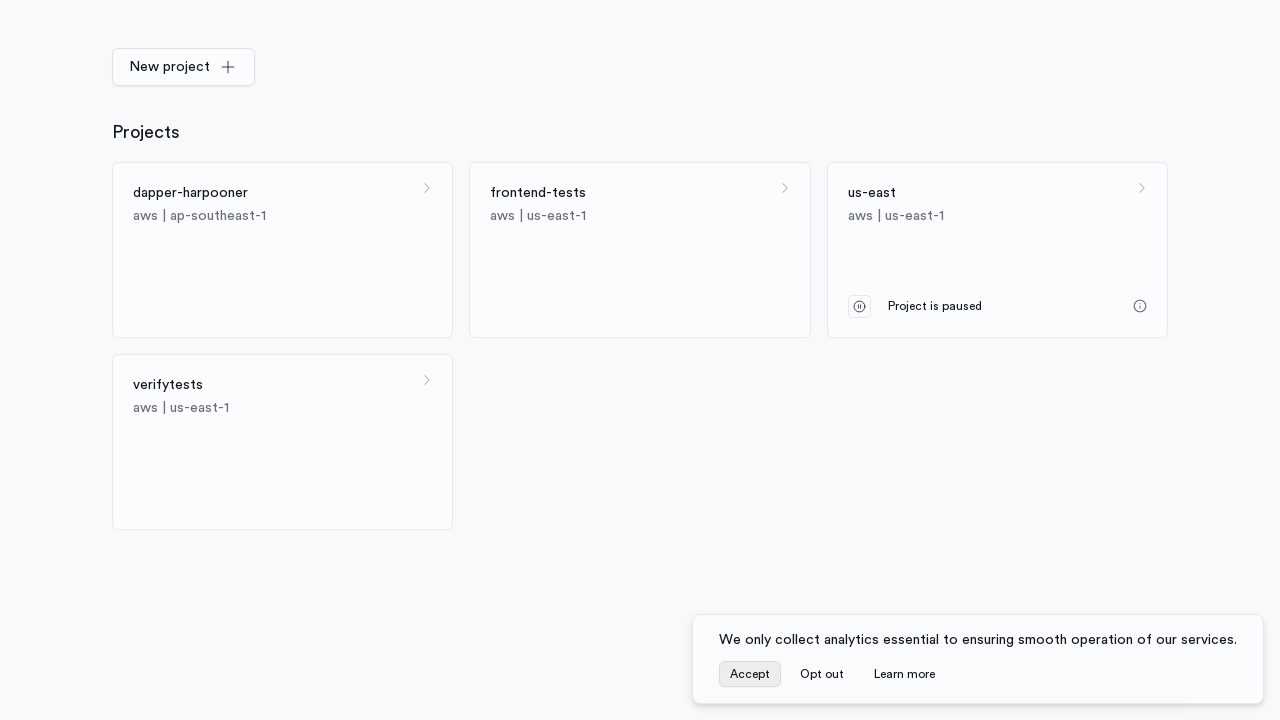 New project
Projects
dapper-harpooner
aws | ap-southeast-1
frontend-tests
aws | us-east-1
us-east
aws | us-east-1
Project is paused
verifytests
aws | us-east-1
We only collect analytics essential to ensuring smooth operation of our services.
Accept
Opt out
Learn more